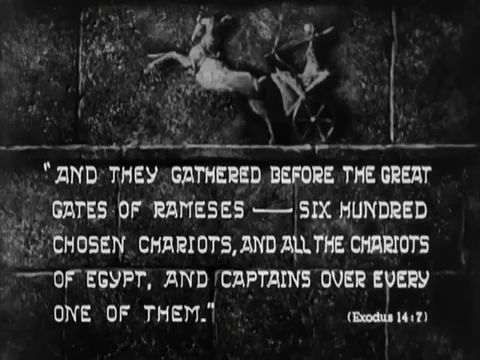 "AND THEY GATHERED BEFORE THE GREAT
GATES OF RAMESES — SIX HUNDRED
CHOSEN CHARIOTS, AND ALL THE CHARIOTS
OF EGYPT, AND CAPTAINS OVER EVERY
ONE OF THEM."
(Exodus 14:7)